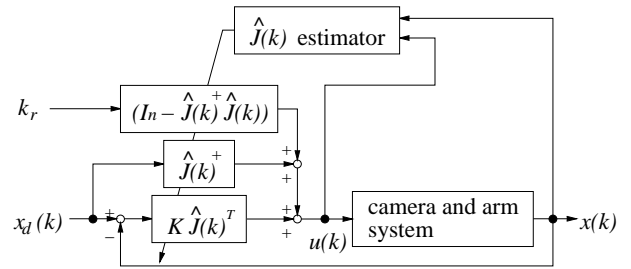 Ĵ(k) estimator
k_r
(I_n − Ĵ(k)^+ Ĵ(k))
+
+
Ĵ(k)^+
+
x_d(k)
+
−
K Ĵ(k)^T
+
+
u(k)
camera and arm
system
x(k)